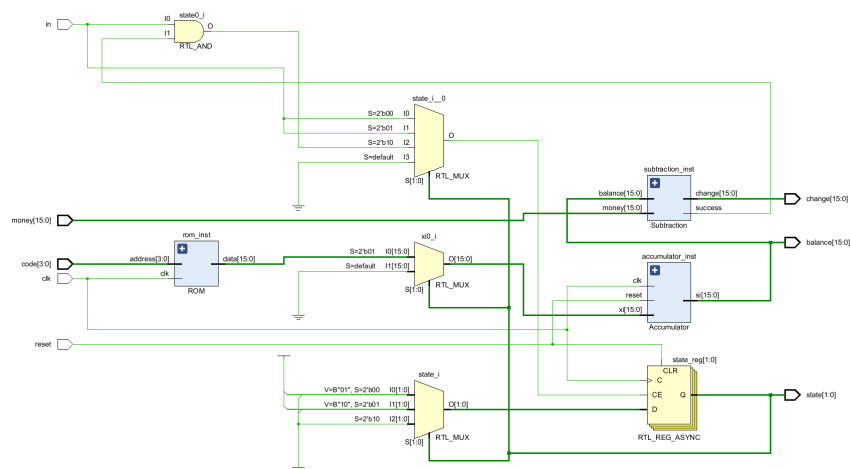 state0_i
in
I0
O
I1
RTL_AND
state_i__0
S=2'b00 I0
S=2'b01 I1
O
S=2'b10 I2
S=default I3
S[1:0]
RTL_MUX
subtraction_inst
balance[15:0] change[15:0]
change[15:0]
money[15:0] success
Subtraction
money[15:0]
rom_inst
xi0_i
balance[15:0]
code[3:0]
address[3:0] data[15:0]
S=2'b01 I0[15:0]
O[15:0]
S=default I1[15:0]
accumulator_inst
clk
clk
ROM
S[1:0]
RTL_MUX
clk
reset si[15:0]
xi[15:0]
Accumulator
reset
state_reg[1:0]
state_i
CLR
C
V=B"01", S=2'b00 I0[1:0]
CE Q
state[1:0]
V=B"10", S=2'b01 I1[1:0] O[1:0]
D
S=2'b10 I2[1:0]
S[1:0]
RTL_MUX
RTL_REG_ASYNC